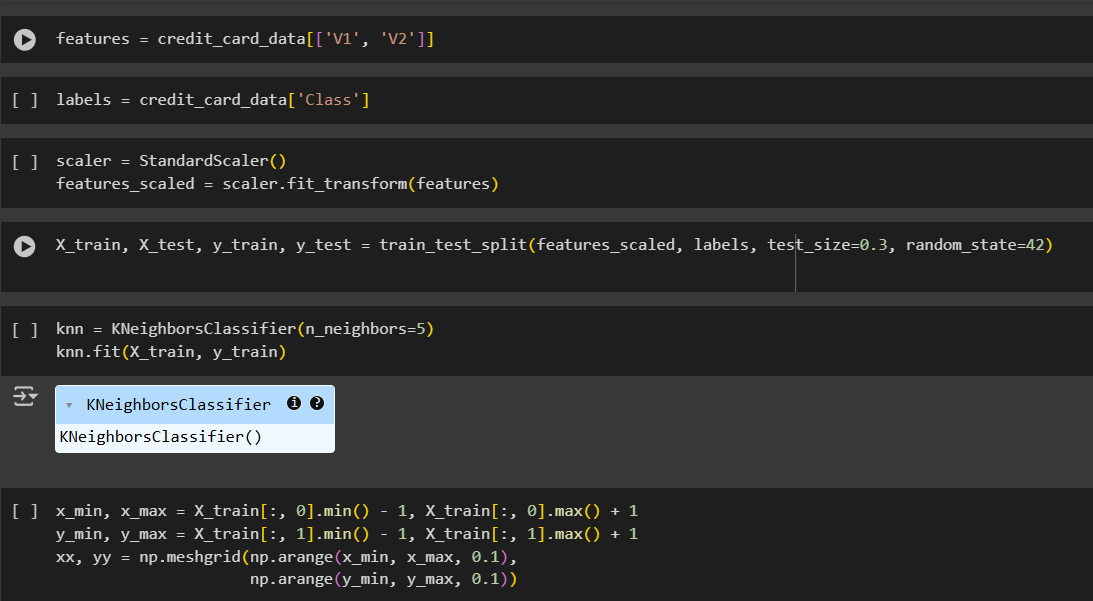 features = credit_card_data[['V1', 'V2']]
[ ] labels = credit_card_data['Class']
[ ] scaler = StandardScaler()
features_scaled = scaler.fit_transform(features)
X_train, X_test, y_train, y_test = train_test_split(features_scaled, labels, test_size=0.3, random_state=42)
[ ] knn = KNeighborsClassifier(n_neighbors=5)
knn.fit(X_train, y_train)
KNeighborsClassifier i ?
KNeighborsClassifier()
[ ] x_min, x_max = X_train[:, 0].min() - 1, X_train[:, 0].max() + 1
y_min, y_max = X_train[:, 1].min() - 1, X_train[:, 1].max() + 1
xx, yy = np.meshgrid(np.arange(x_min, x_max, 0.1),
np.arange(y_min, y_max, 0.1))